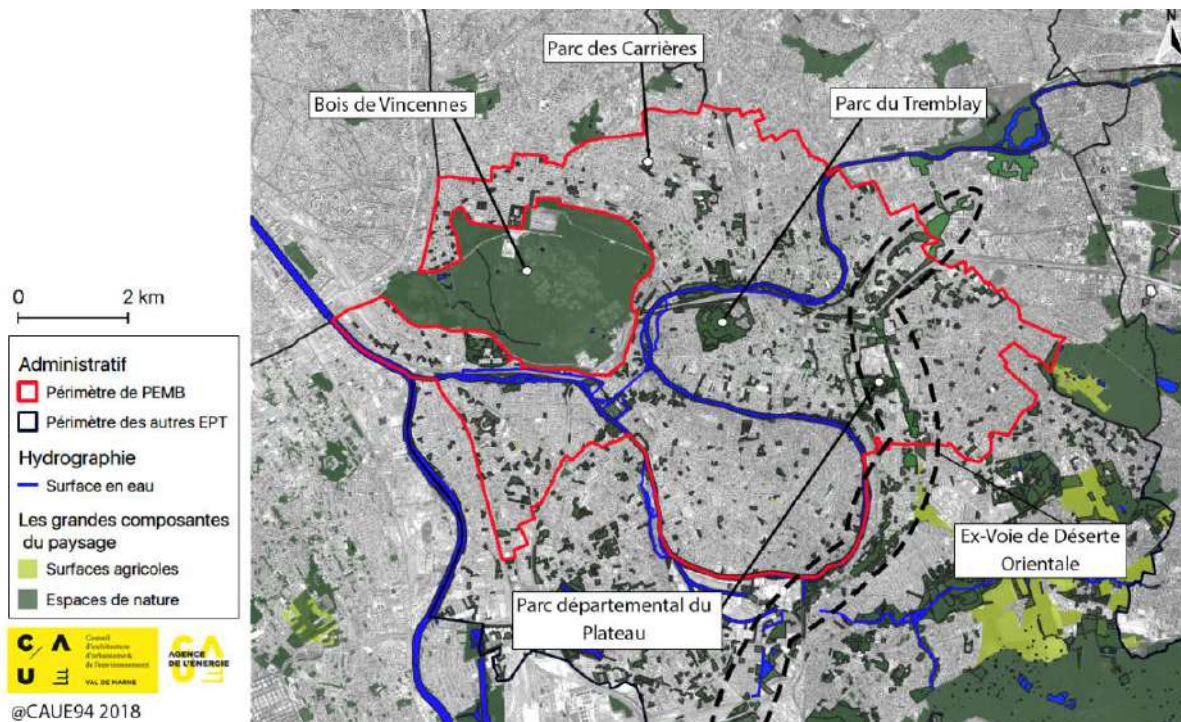 Parc des Carrières
Bois de Vincennes
Parc du Tremblay
N
0 2 km
Administratif
Périmètre de PEMB
Périmètre des autres EPT
Hydrographie
Surface en eau
Les grandes composantes
du paysage
Surfaces agricoles
Espaces de nature
Ex-Voie de Déserte
Orientale
Parc départemental du
Plateau
C A
U E
Conseil
d'architecture
d'urbanisme &
de l'environnement
VAL DE MARNE
AGENCE
DE L'ÉNERGIE
@CAUE94 2018